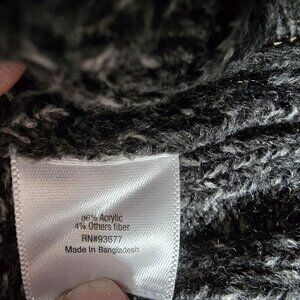 96% Acrylic
4% Others fiber
RN#93677
Made In Bangladesh